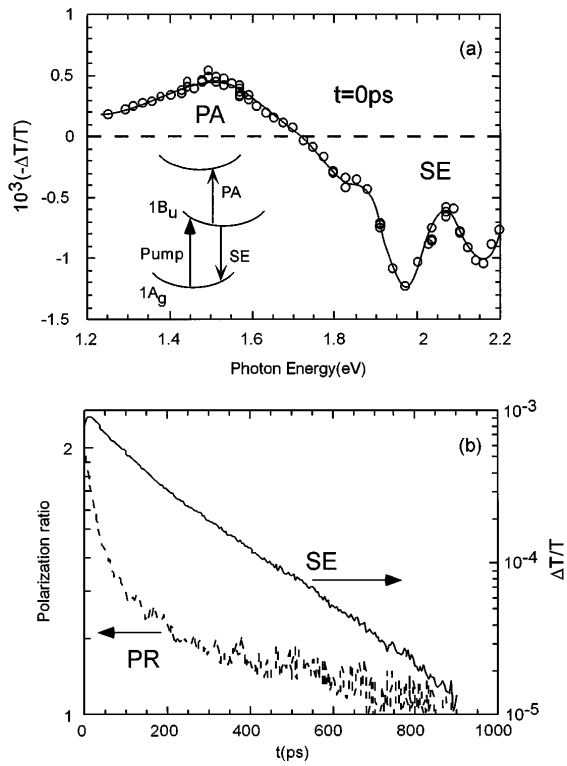 (a)
1
0.5
0
-0.5
-1
-1.5
10³(-ΔT/T)
PA
t=0ps
SE
PA
1Bᵤ
Pump
SE
1A_g
1.2 1.4 1.6 1.8 2 2.2
Photon Energy(eV)
(b)
2
1
Polarization ratio
10⁻³
10⁻⁴
10⁻⁵
ΔT/T
SE
PR
0 200 400 600 800 1000
t(ps)